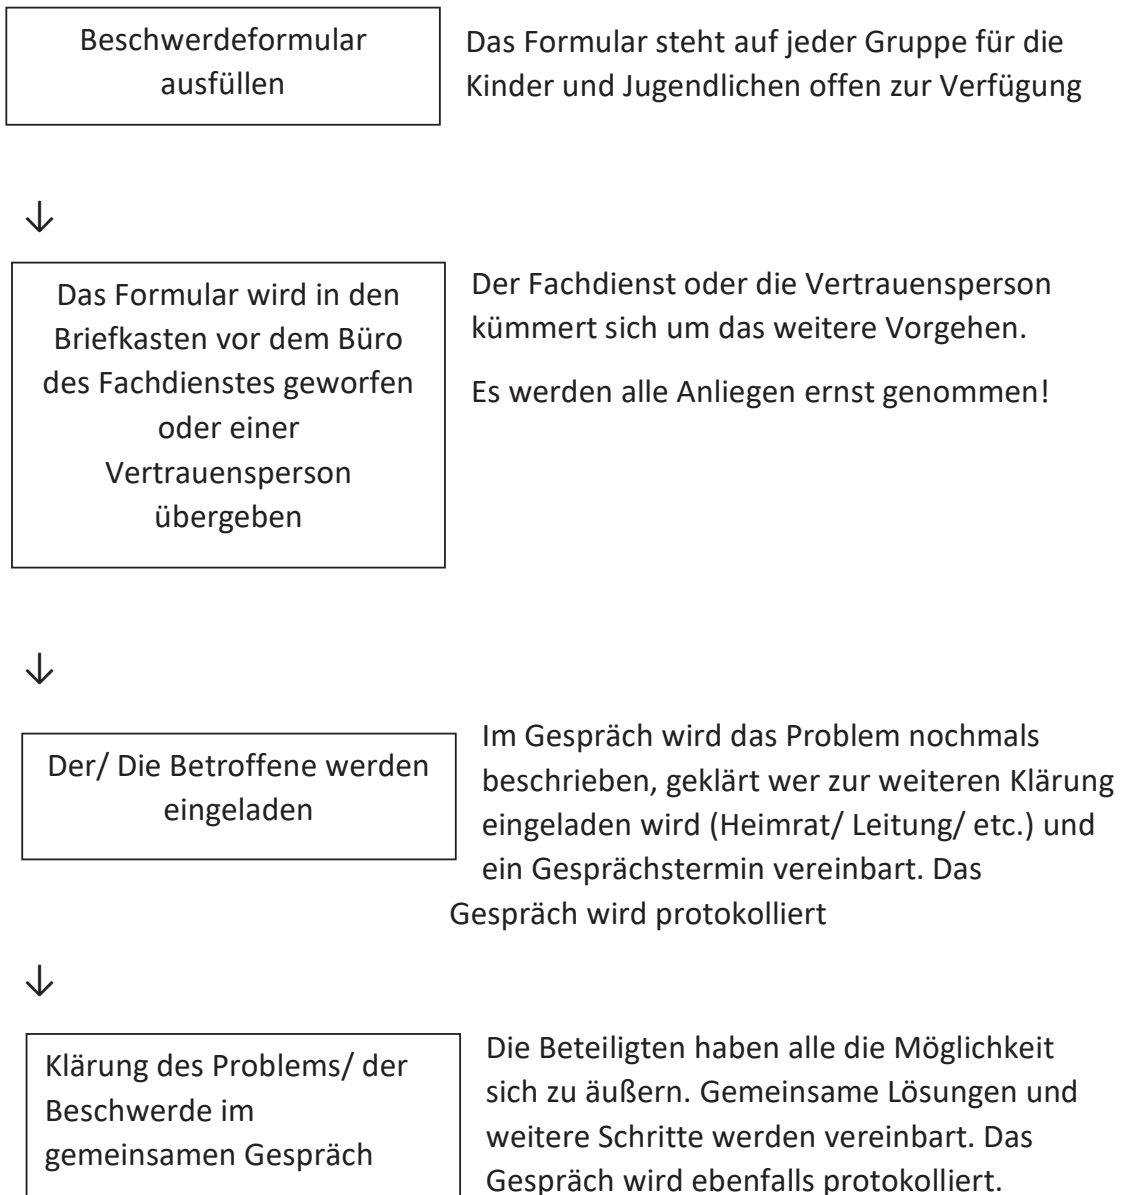 Beschwerdeformular
ausfüllen
Das Formular steht auf jeder Gruppe für die
Kinder und Jugendlichen offen zur Verfügung
↓
Das Formular wird in den
Briefkasten vor dem Büro
des Fachdienstes geworfen
oder einer
Vertrauensperson
übergeben
Der Fachdienst oder die Vertrauensperson
kümmert sich um das weitere Vorgehen.
Es werden alle Anliegen ernst genommen!
↓
Der/ Die Betroffene werden
eingeladen
Im Gespräch wird das Problem nochmals
beschrieben, geklärt wer zur weiteren Klärung
eingeladen wird (Heimrat/ Leitung/ etc.) und
ein Gesprächstermin vereinbart. Das
Gespräch wird protokolliert
↓
Klärung des Problems/ der
Beschwerde im
gemeinsamen Gespräch
Die Beteiligten haben alle die Möglichkeit
sich zu äußern. Gemeinsame Lösungen und
weitere Schritte werden vereinbart. Das
Gespräch wird ebenfalls protokolliert.